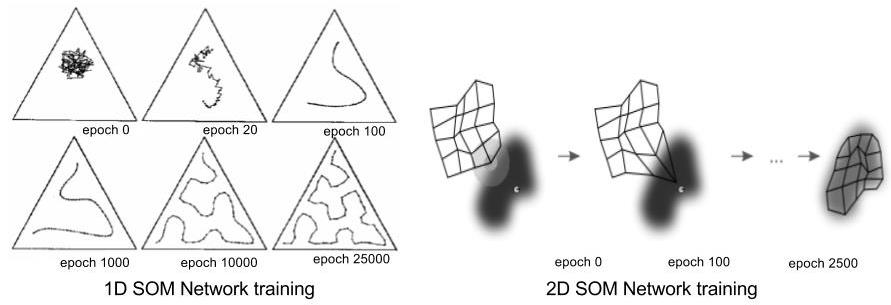 epoch 0 epoch 20 epoch 100
epoch 1000 epoch 10000 epoch 25000
1D SOM Network training
...
epoch 0 epoch 100 epoch 2500
2D SOM Network training